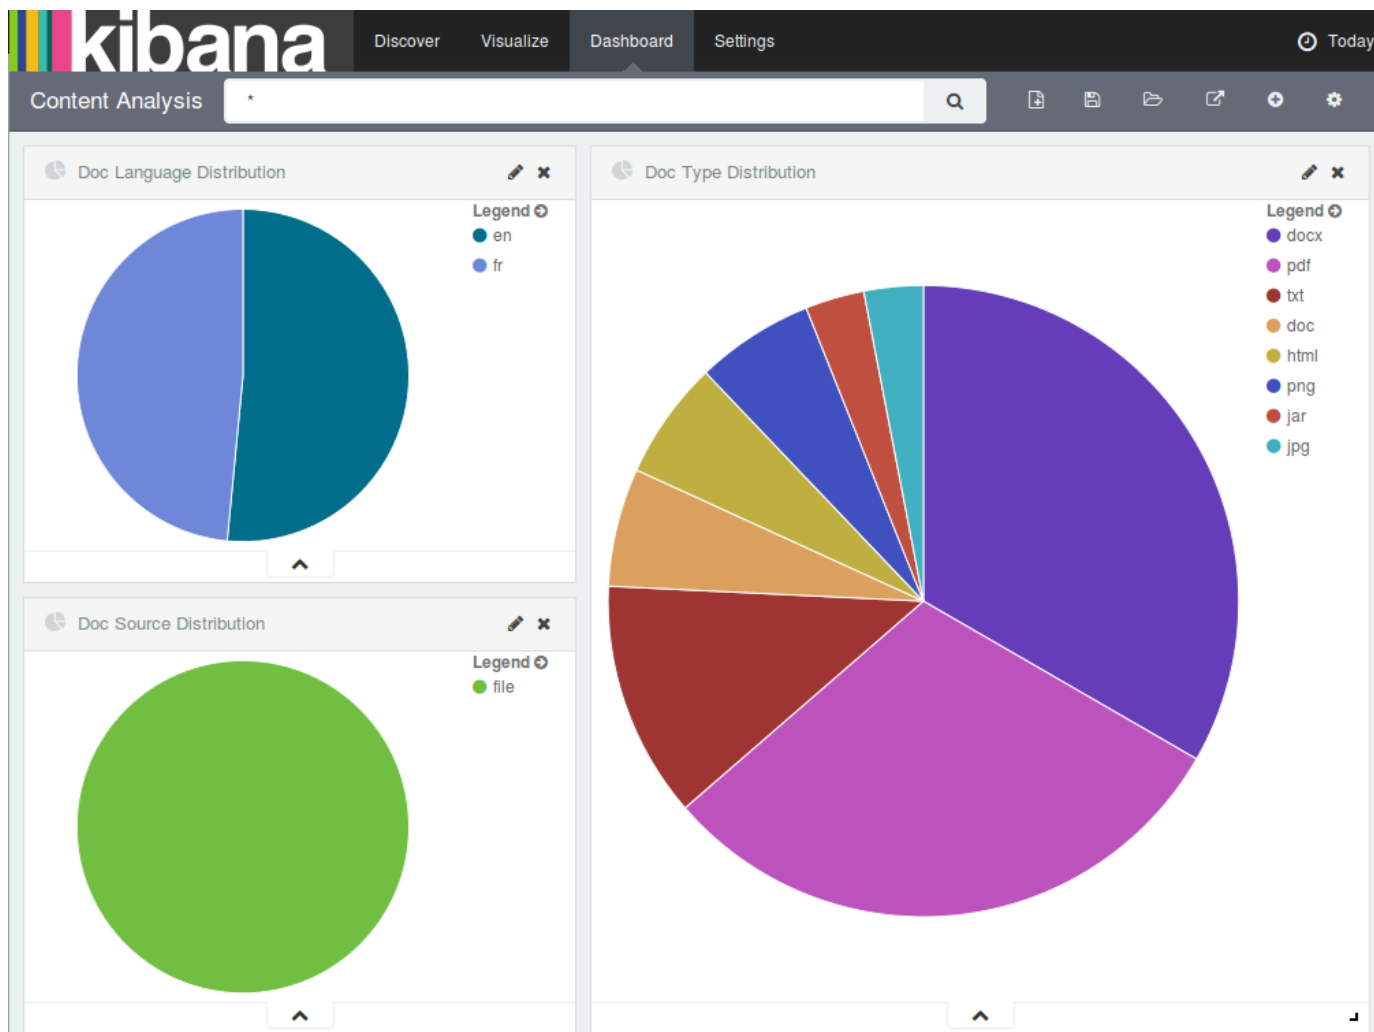 kibana
Discover Visualize Dashboard Settings Today
Content Analysis *
Doc Language Distribution
Legend
en
fr
Doc Source Distribution
Legend
file
Doc Type Distribution
Legend
docx
pdf
txt
doc
html
png
jar
jpg